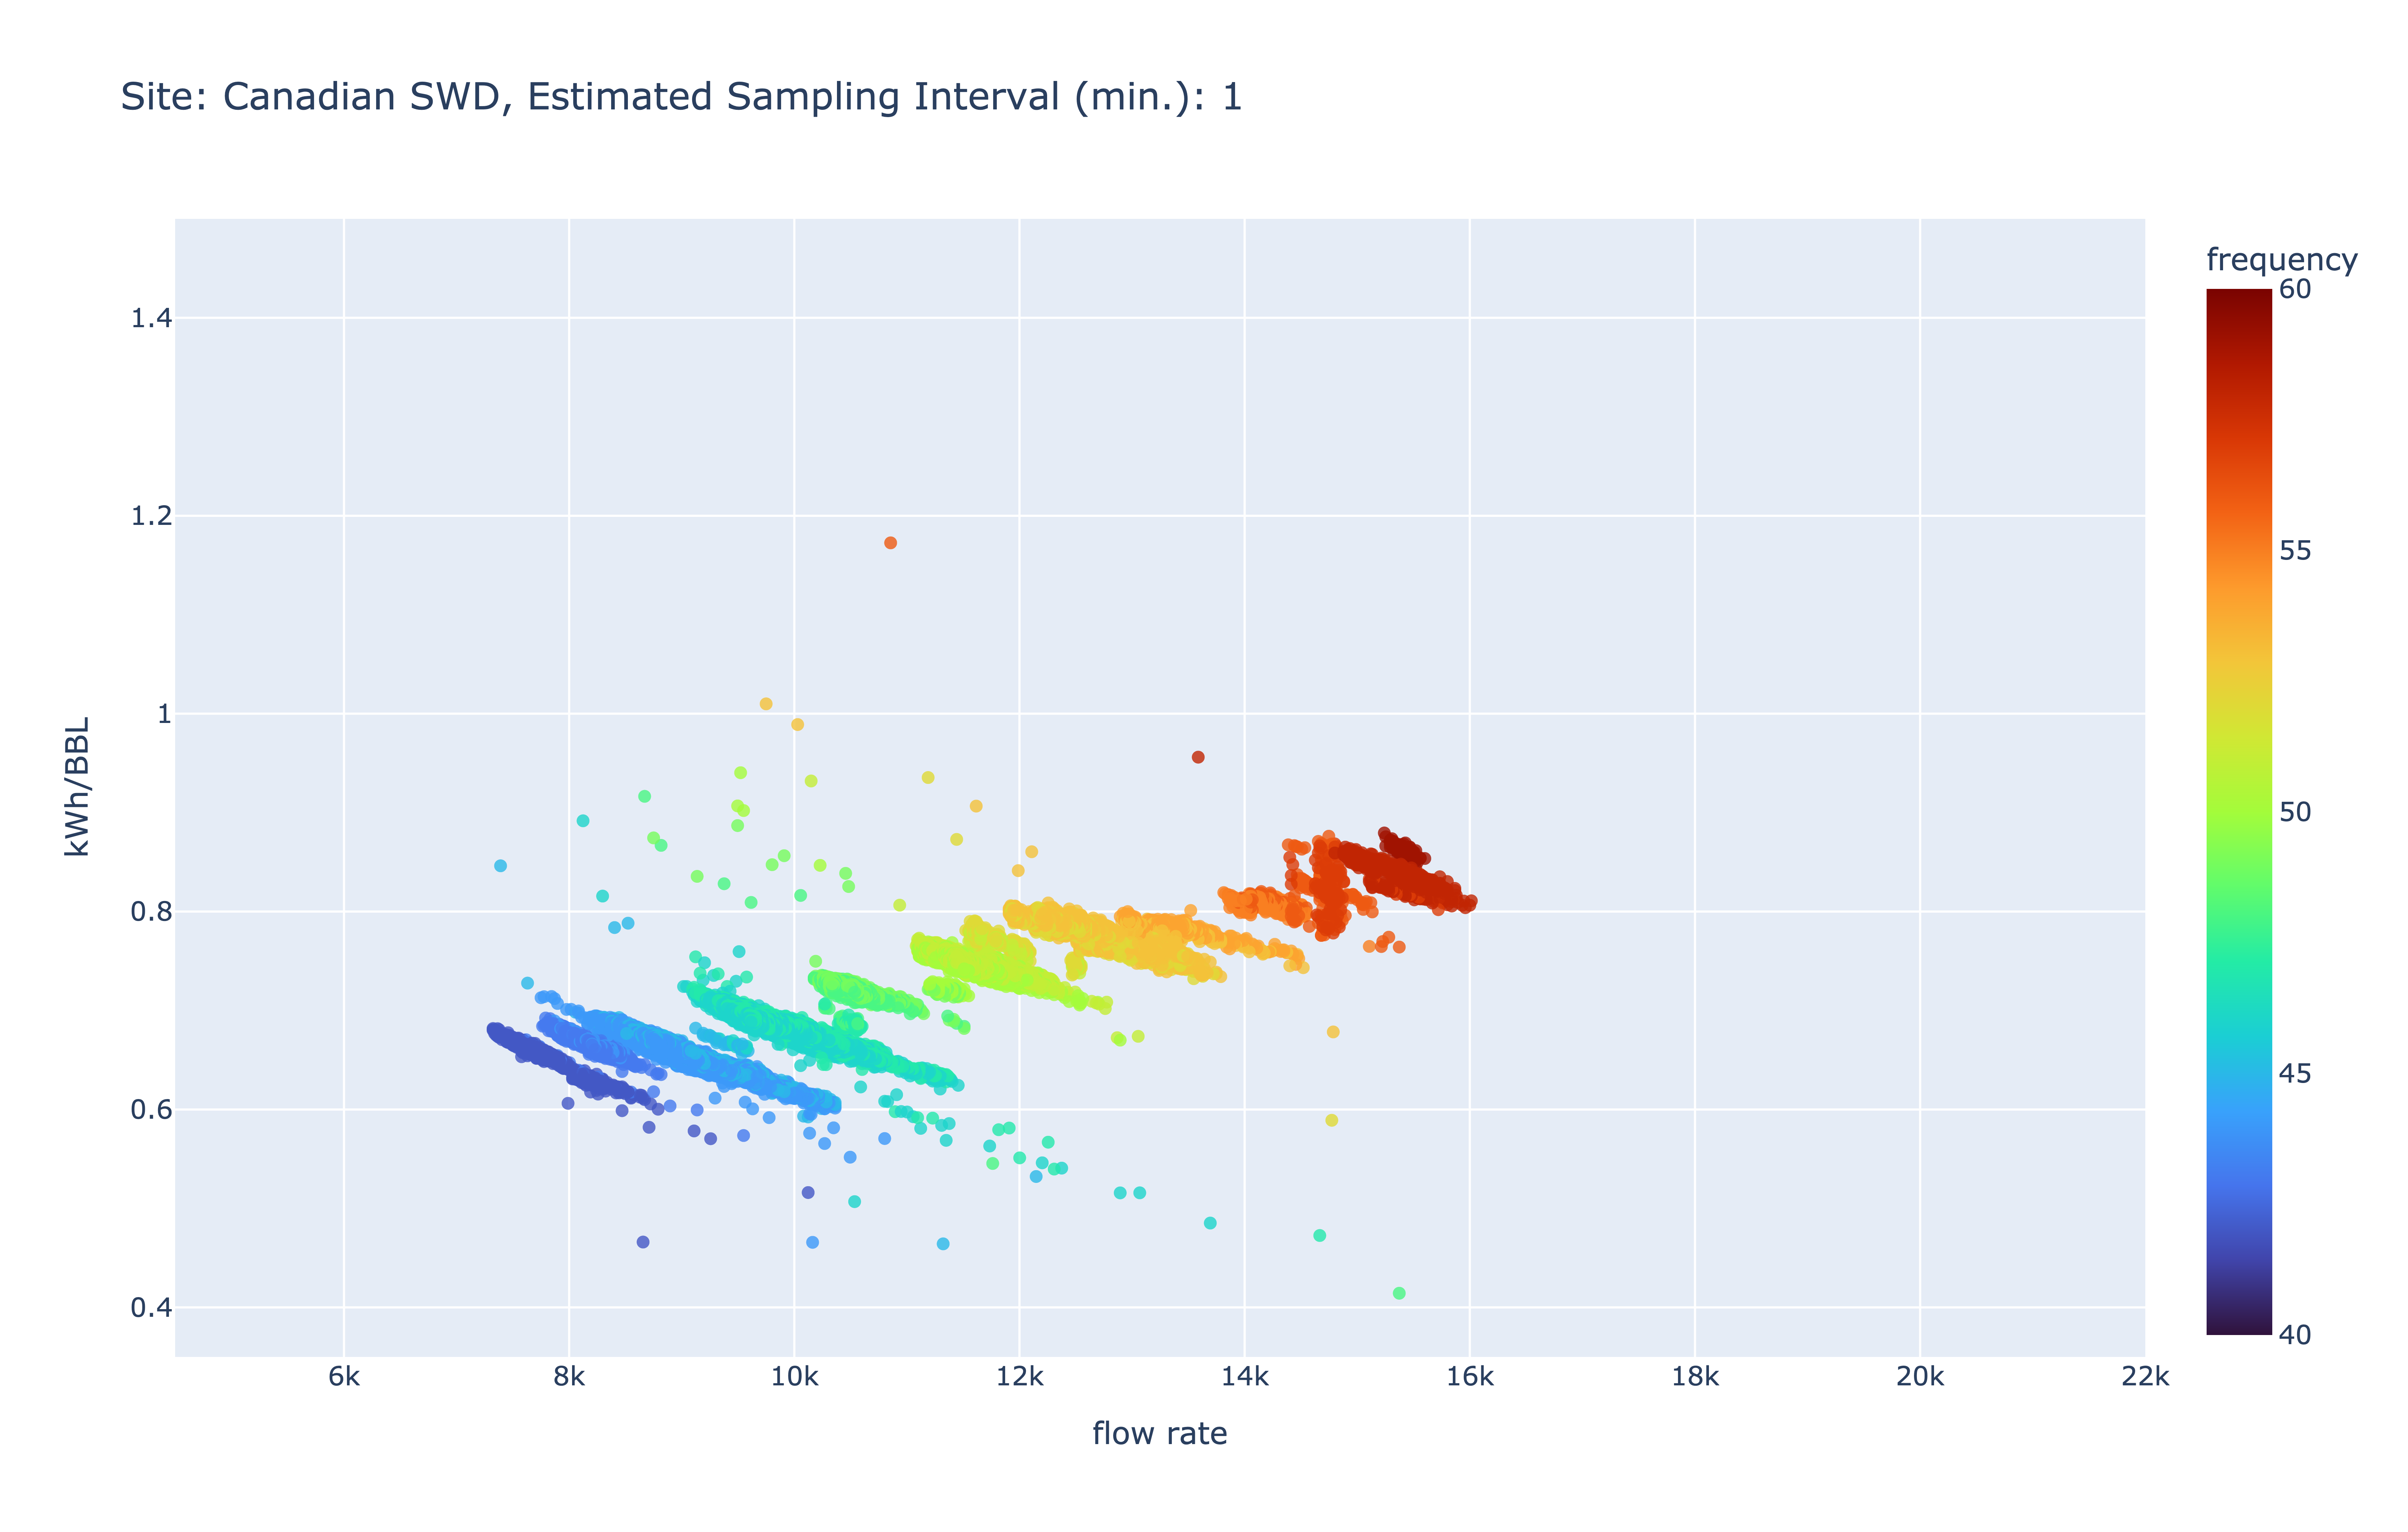 Site: Canadian SWD, Estimated Sampling Interval (min.): 1
frequency
60
55
50
45
40
kWh/BBL
1.4
1.2
1
0.8
0.6
0.4
6k 8k 10k 12k 14k 16k 18k 20k 22k
flow rate